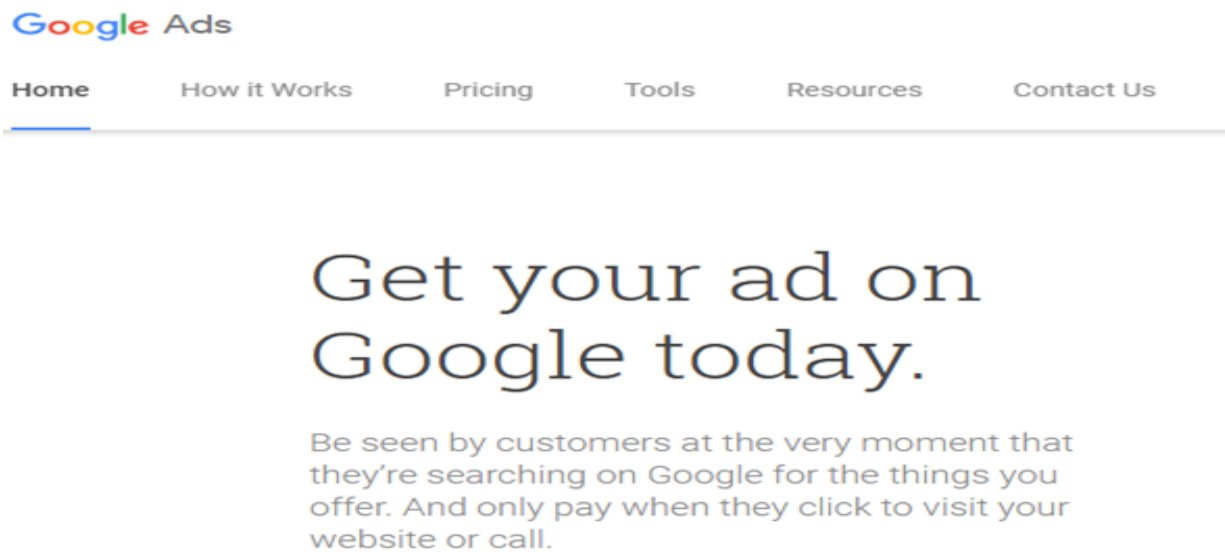 Google Ads
Home How it Works Pricing Tools Resources Contact Us
Get your ad on
Google today.
Be seen by customers at the very moment that
they're searching on Google for the things you
offer. And only pay when they click to visit your
website or call.